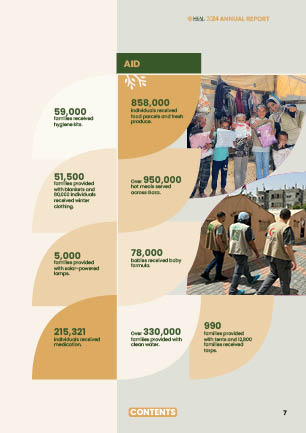 HEAL 2024 ANNUAL REPORT
AID
59,000
families received
hygiene kits.
858,000
individuals received
food parcels and fresh
produce.
51,500
families provided
with blankets and
80,000 individuals
received winter
clothing.
Over 950,000
hot meals served
across Gaza.
5,000
families provided
with solar-powered
lamps.
78,000
babies received baby
formula.
215,321
individuals received
medication.
Over 330,000
families provided with
clean water.
990
families provided
with tents and 12,800
families received
tarps.
CONTENTS
7